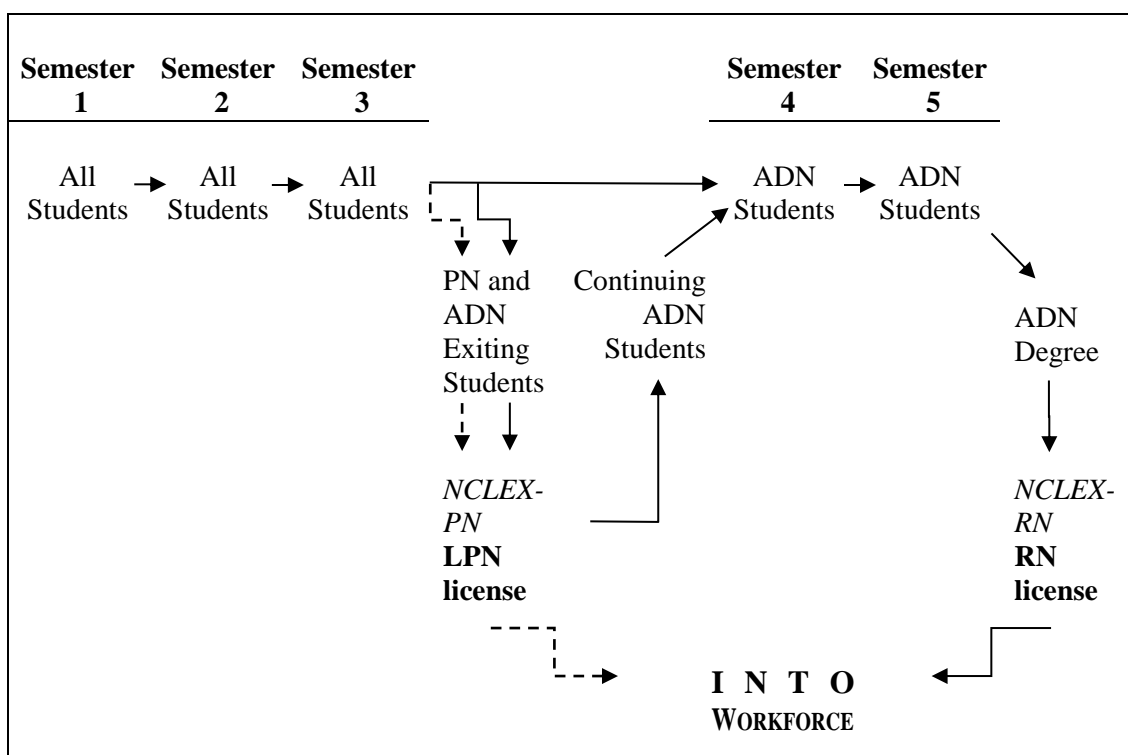 Semester Semester Semester Semester Semester
1 2 3 4 5
All All All ADN ADN
Students Students Students Students Students
PN and
ADN
Exiting
Students
Continuing
ADN
Students
ADN
Degree
NCLEX-
PN
LPN
license
NCLEX-
RN
RN
license
I N T O
WORKFORCE